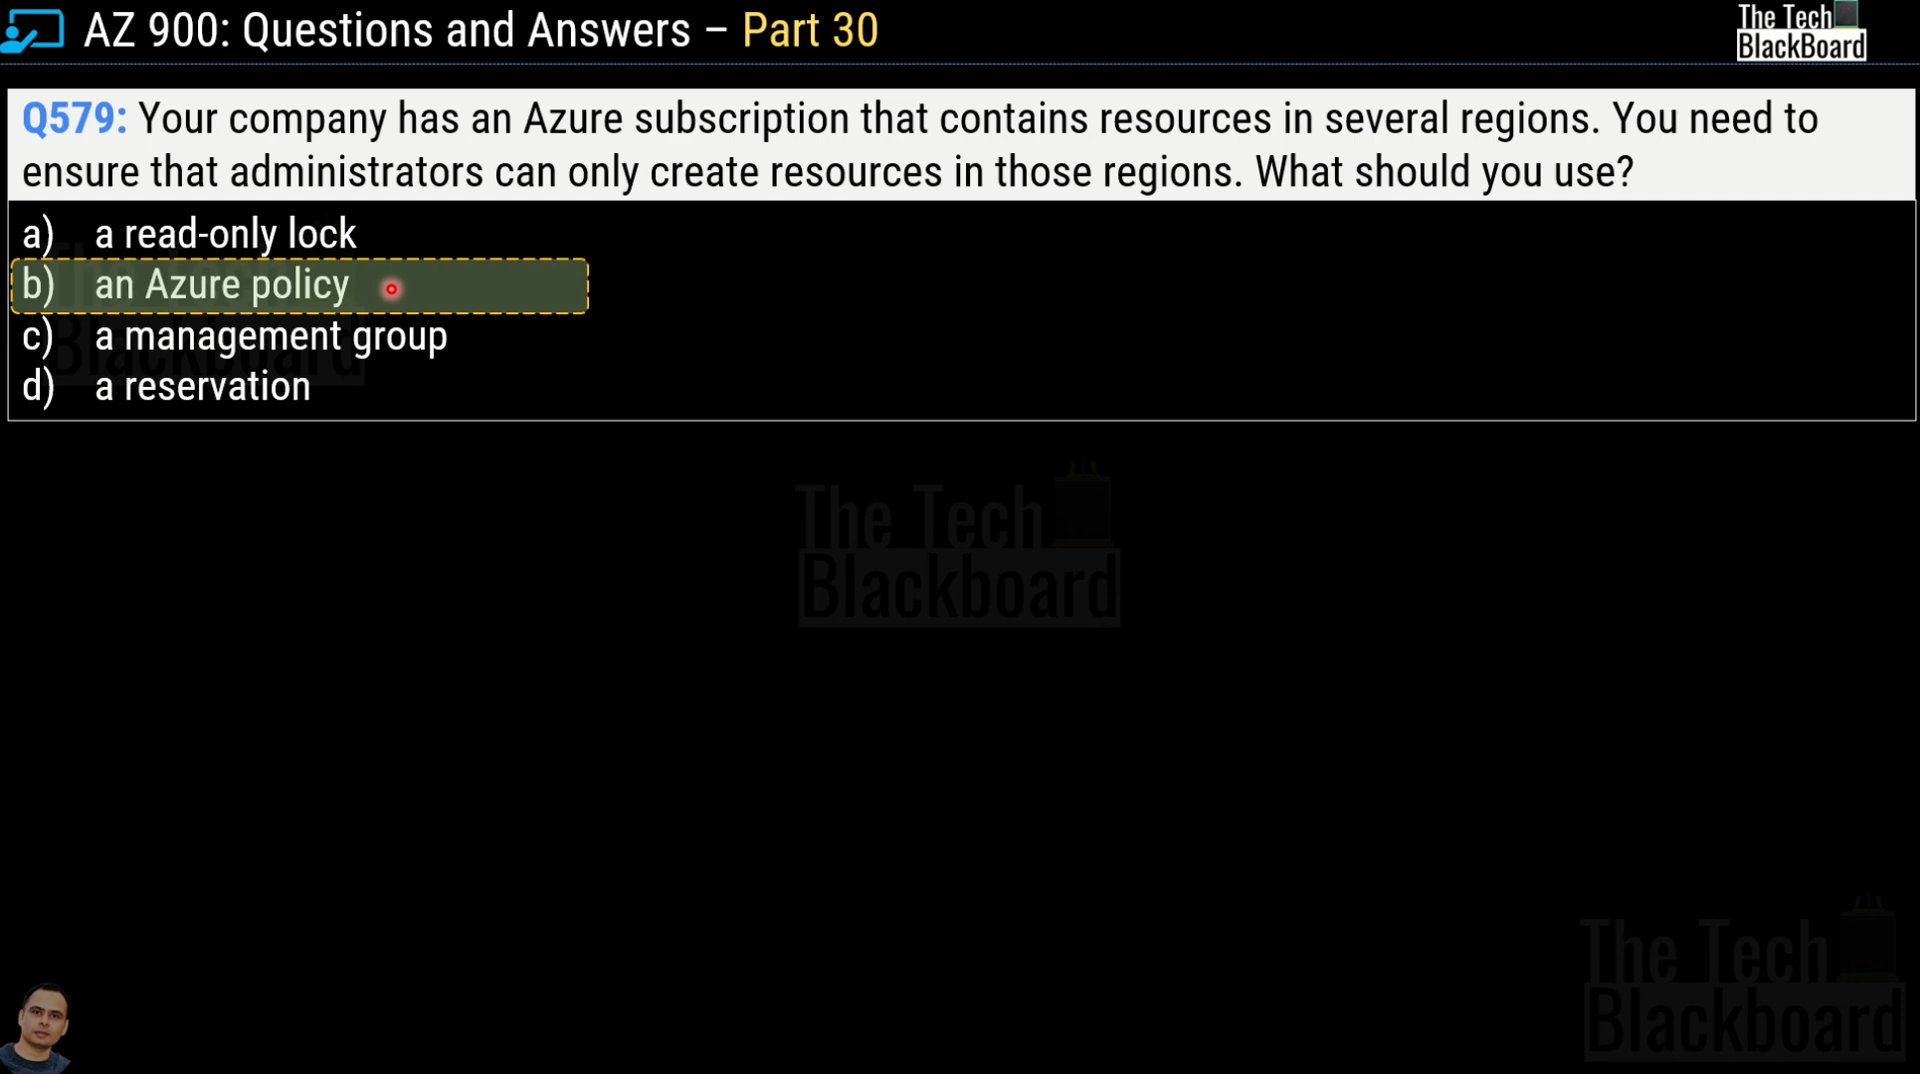 AZ 900: Questions and Answers – Part 30
The Tech
BlackBoard
Q579: Your company has an Azure subscription that contains resources in several regions. You need to
ensure that administrators can only create resources in those regions. What should you use?
a) a read-only lock
b) an Azure policy
c) a management group
d) a reservation
The Tech
Blackboard
The Tech
Blackboard